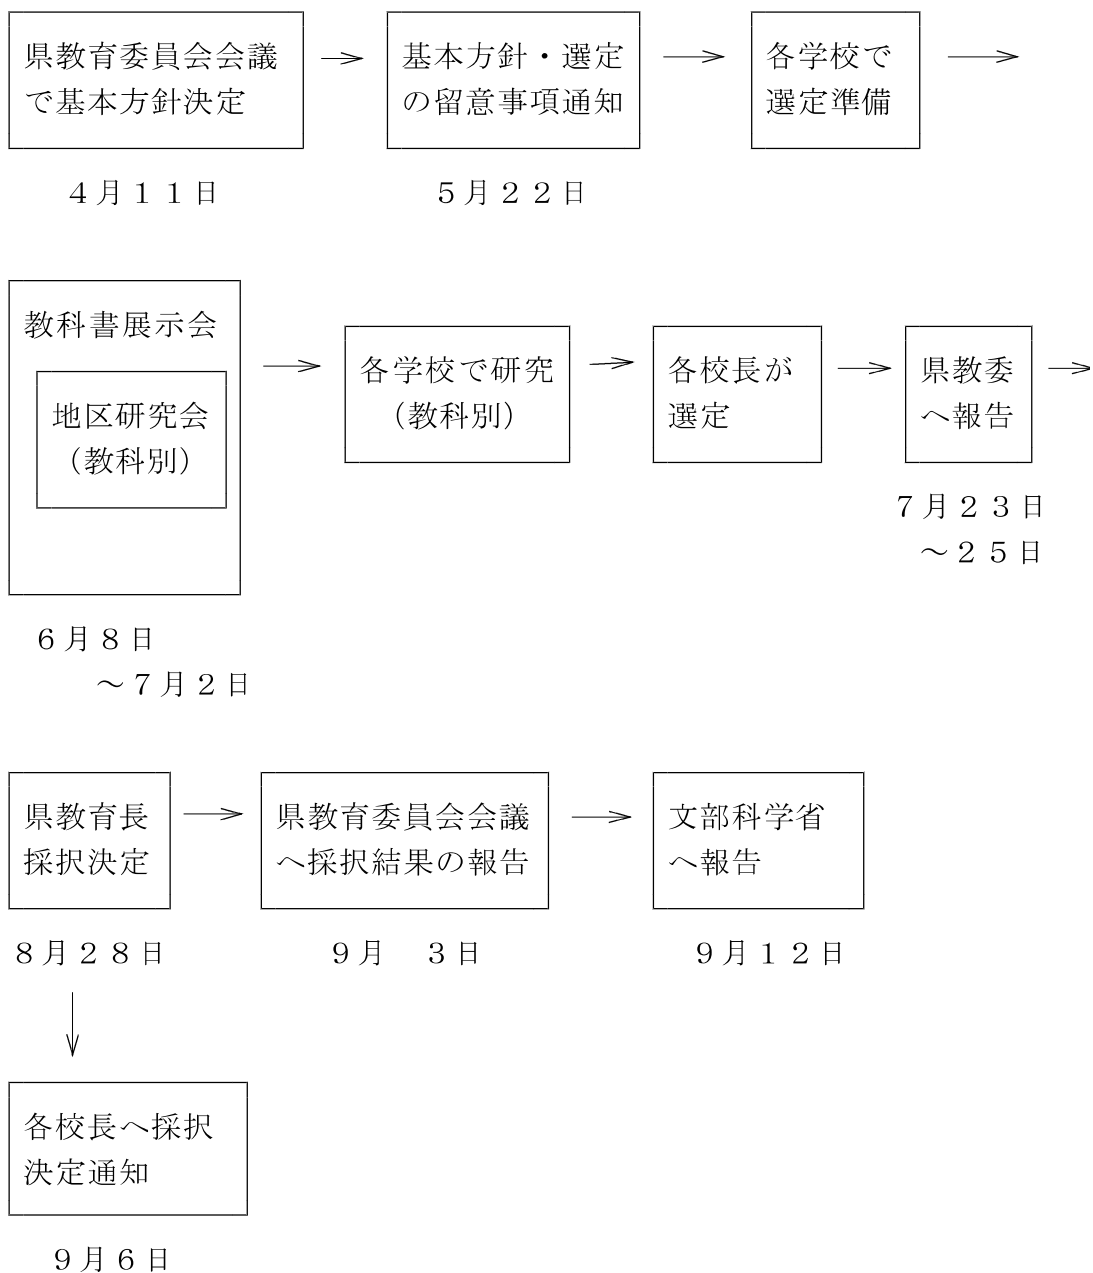 県教育委員会会議
で基本方針決定
基本方針・選定
の留意事項通知
各学校で
選定準備
４月１１日
５月２２日
教科書展示会
地区研究会
（教科別）
各学校で研究
（教科別）
各校長が
選定
県教委
へ報告
７月２３日
～２５日
６月８日
～７月２日
県教育長
採択決定
県教育委員会会議
へ採択結果の報告
文部科学省
へ報告
８月２８日
９月　３日
９月１２日
各校長へ採択
決定通知
９月６日